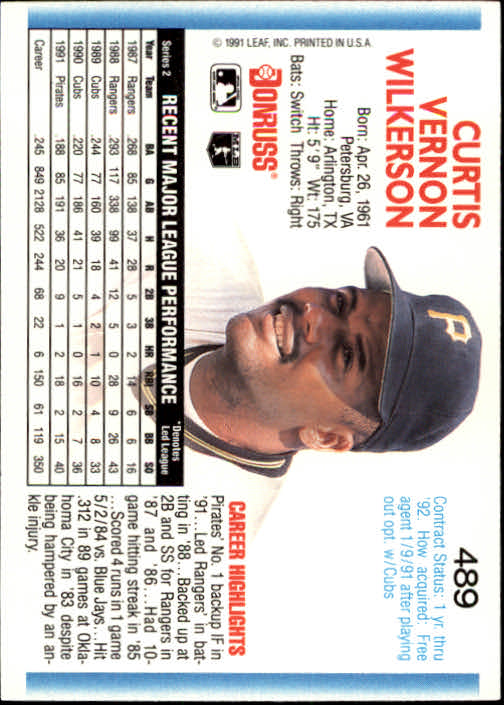 489
CURTIS
VERNON
WILKERSON
Born: Apr. 26, 1961
Petersburg, VA
Home: Arlington, TX
Ht: 5' 9" Wt: 175
Bats: Switch Throws: Right
Contract Status: 1 yr. thru
'92. How acquired: Free
agent 1/9/91 after playing
out opt. w/Cubs
P
DONRUSS®
MLB
© 1991 LEAF, INC. PRINTED IN U.S.A.
Series 2 RECENT MAJOR LEAGUE PERFORMANCE *Denotes
Led League
Year Team BA G AB H R 2B 3B HR RBI SB BB SO
1987 Rangers .268 85 138 37 28 5 3 2 14 6 6 16
1988 Rangers .293 117 338 99 41 12 5 0 28 9 26 43
1989 Cubs .244 77 160 39 18 4 2 1 10 4 8 33
1990 Cubs .220 77 186 41 21 5 1 0 16 2 7 36
1991 Pirates .188 85 191 36 20 9 1 2 18 2 15 40
Career .245 849 2128 522 244 68 22 6 150 61 119 350
CAREER HIGHLIGHTS
Pirates' No. 1 backup IF in
'91...Led Rangers' in bat-
ting in '88...Backed up at
2B and SS for Rangers in
'87 and '86...Had 10-
game hitting streak in '85
...Scored 4 runs in 1 game
5/2/84 vs. Blue Jays...Hit
.312 in 89 games at Okla-
homa City in '83 despite
being hampered by an an-
kle injury.